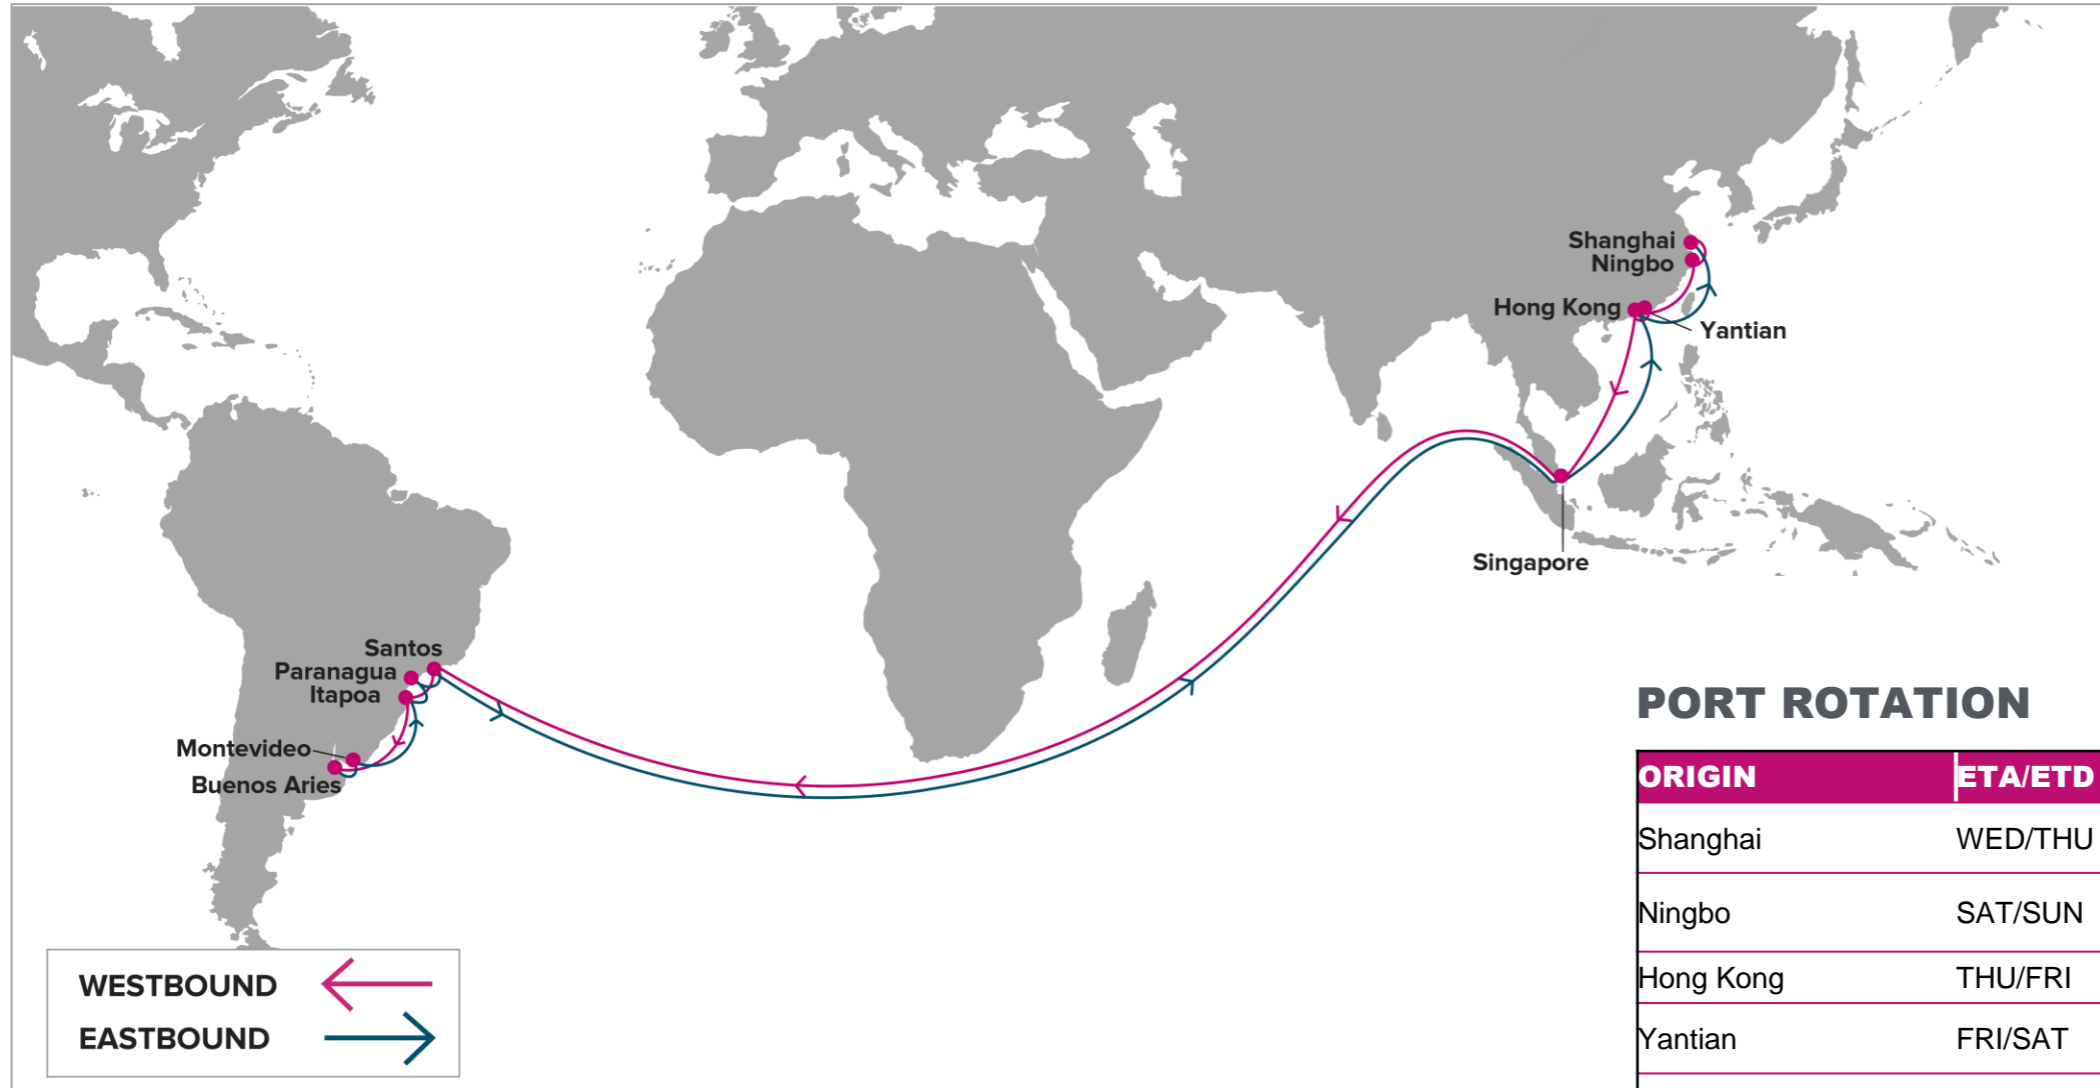 Shanghai
Ningbo
Hong Kong
Yantian
Singapore
Santos
Paranagua
Itapoa
Montevideo
Buenos Aries
WESTBOUND
EASTBOUND
PORT ROTATION
ORIGIN ETA/ETD
Shanghai WED/THU
Ningbo SAT/SUN
Hong Kong THU/FRI
Yantian FRI/SAT